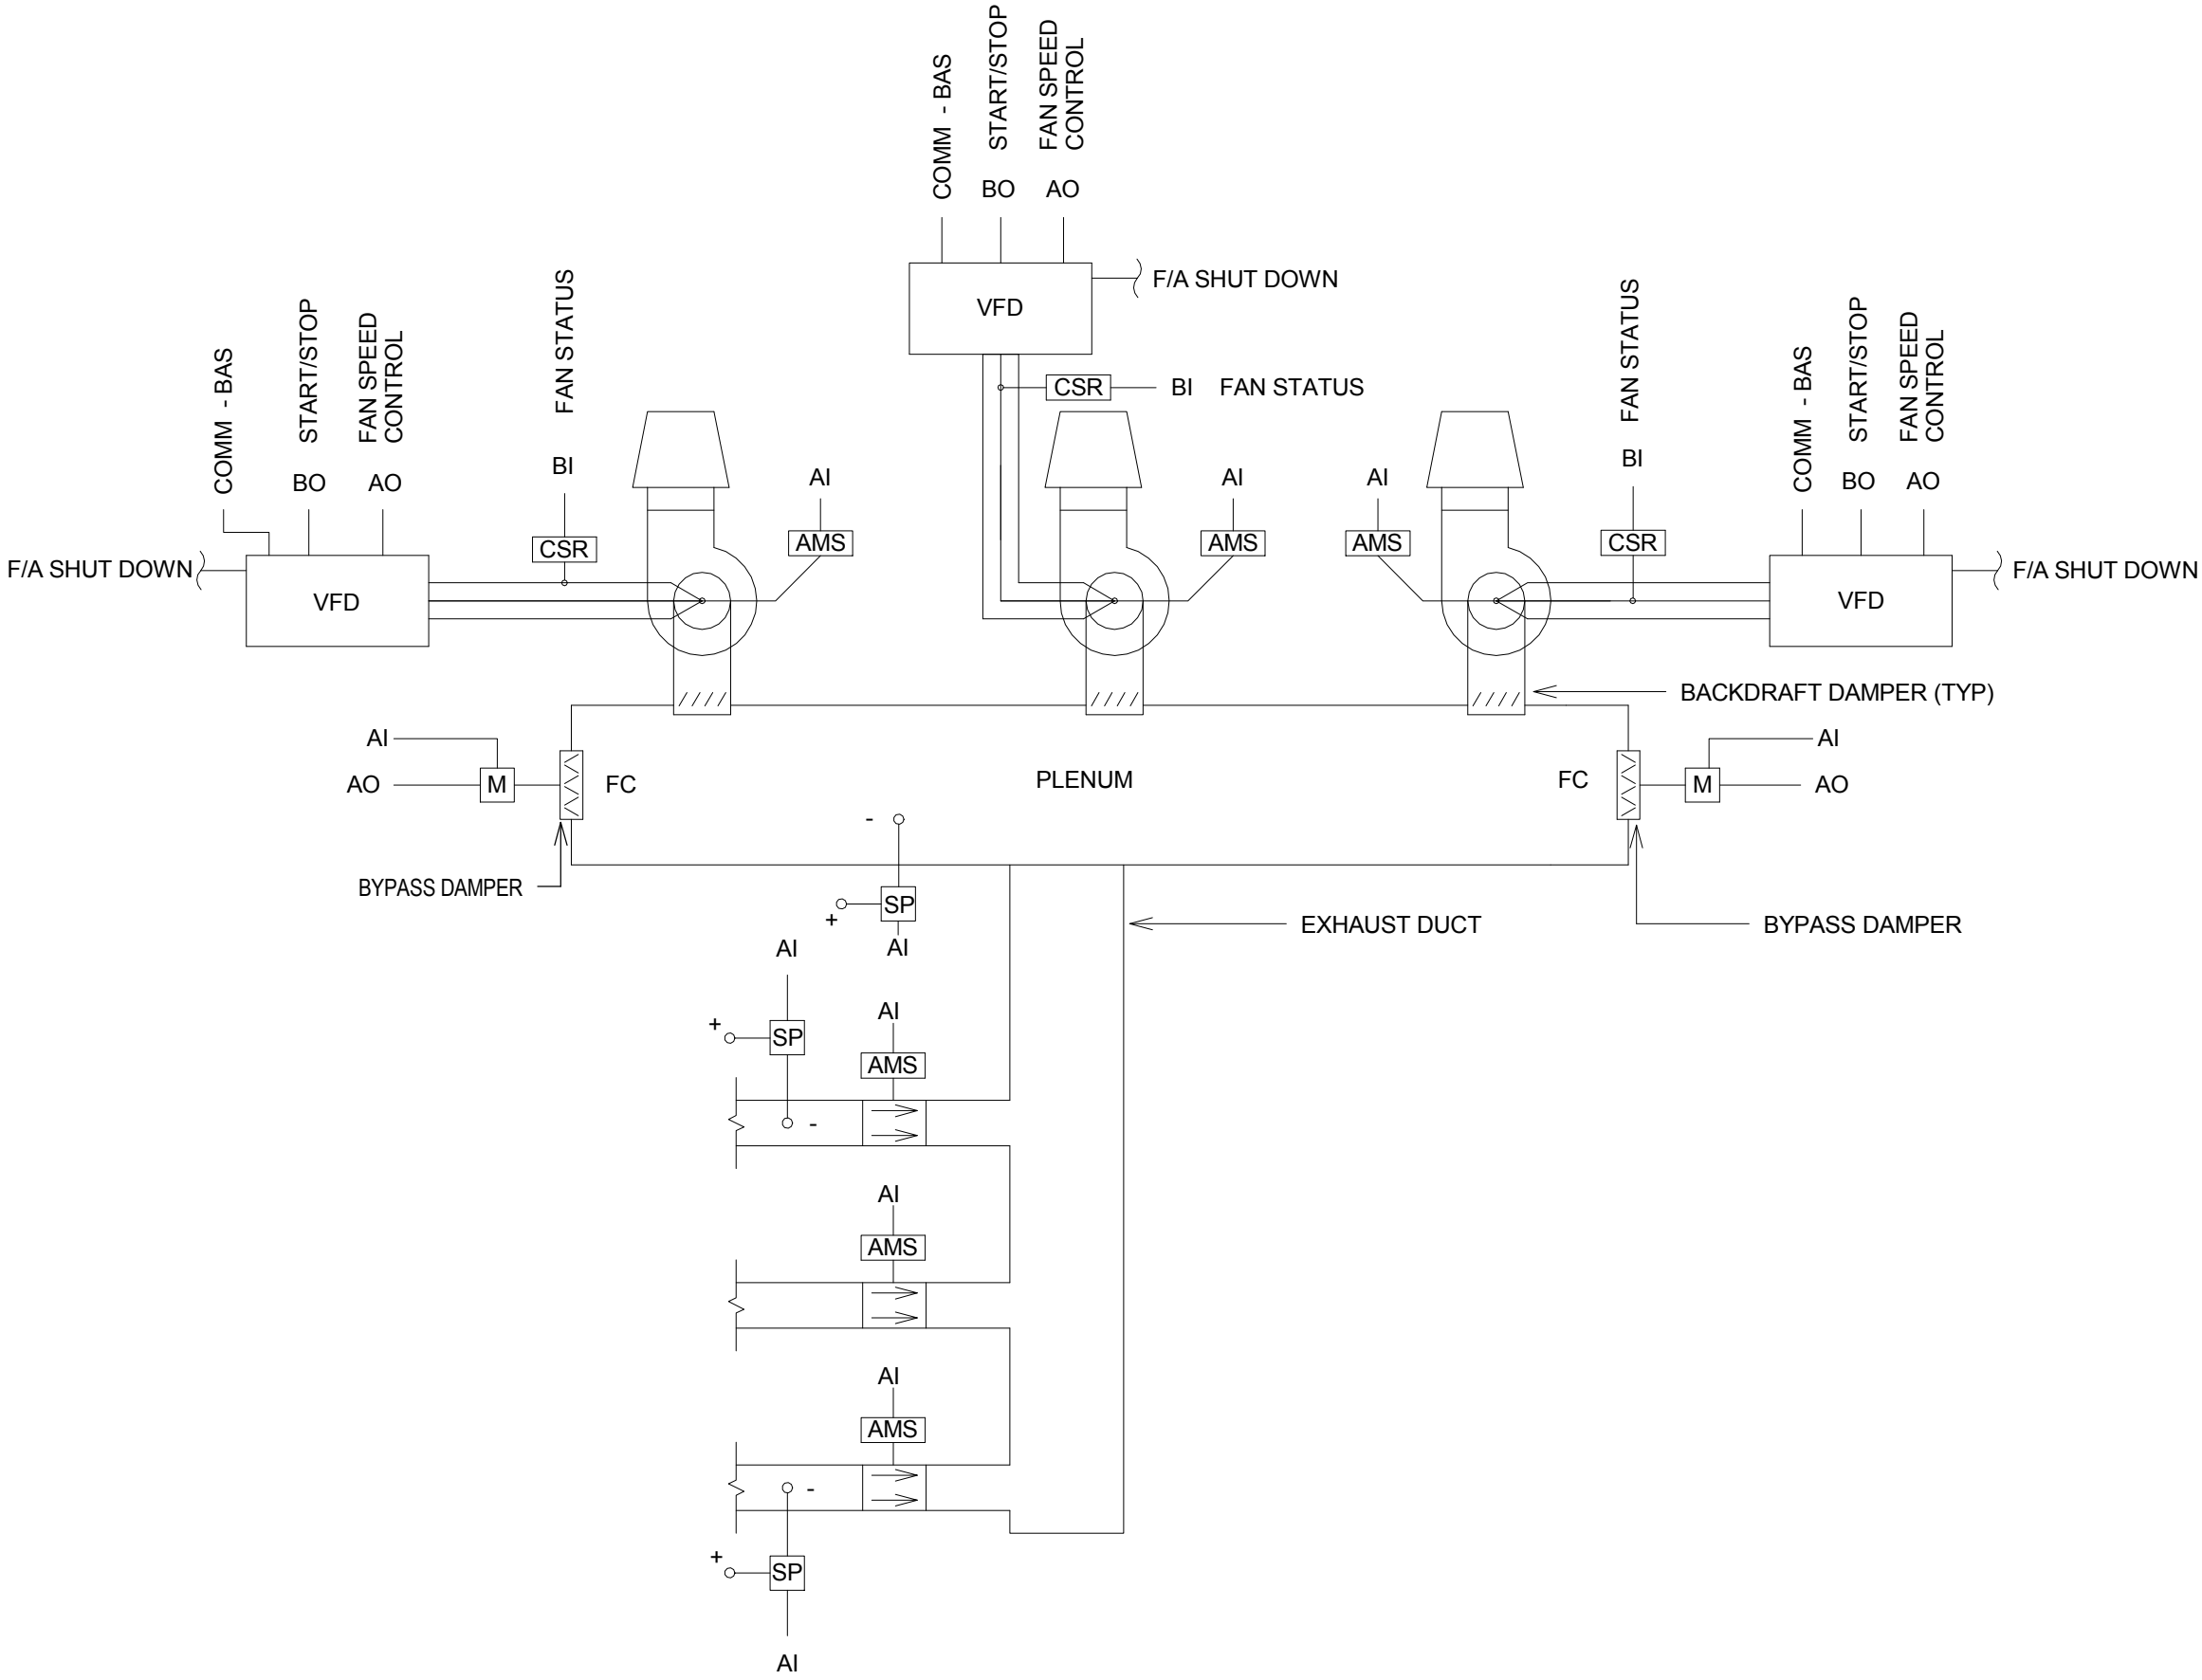 COMM - BAS
START/STOP
FAN SPEED
CONTROL
BO
AO
F/A SHUT DOWN
VFD
CSR
BI FAN STATUS
COMM - BAS
START/STOP
FAN SPEED
CONTROL
FAN STATUS
BO
AO
BI
CSR
F/A SHUT DOWN
VFD
AI
AMS
AI
AMS
AI
AMS
FAN STATUS
BI
CSR
COMM - BAS
START/STOP
FAN SPEED
CONTROL
BO
AO
VFD
F/A SHUT DOWN
BACKDRAFT DAMPER (TYP)
AI
AO
M
FC
PLENUM
FC
M
AI
AO
BYPASS DAMPER
-
SP
+
AI
EXHAUST DUCT
BYPASS DAMPER
AI
+
SP
-
AI
AMS
AI
AMS
AI
AMS
-
+
SP
AI